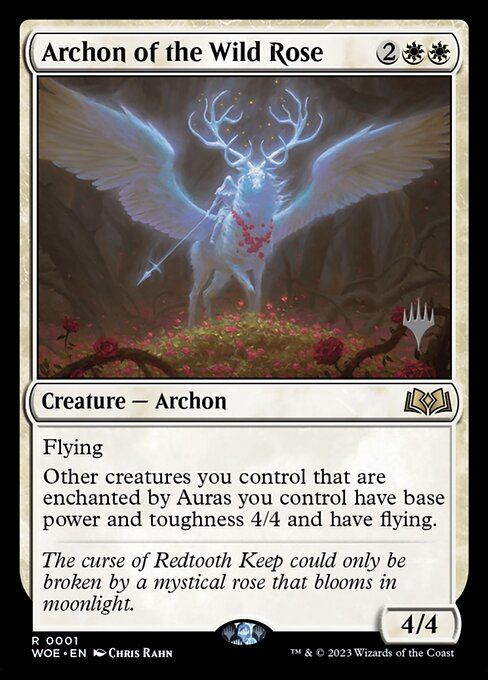 Archon of the Wild Rose 2
Creature — Archon
Flying
Other creatures you control that are
enchanted by Auras you control have base
power and toughness 4/4 and have flying.
The curse of Redtooth Keep could only be
broken by a mystical rose that blooms in
moonlight.
4/4
R 0001
WOE • EN Chris Rahn
™ & © 2023 Wizards of the Coast